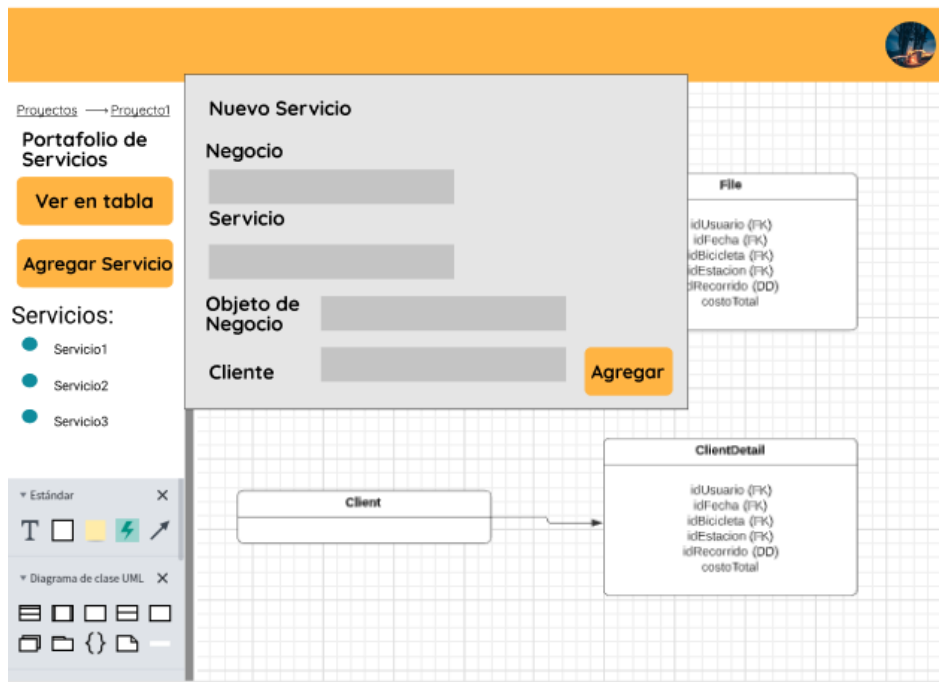 Proyectos
Proyecto1
Portafolio de
Servicios
Ver en tabla
Agregar Servicio
Servicios:
Servicio1
Servicio2
Servicio3
Estándar
T
Diagrama de clase UML
{}
Nuevo Servicio
Negocio
Servicio
Objeto de
Negocio
Cliente
Agregar
File
idUsuario (FK)
idFecha (FK)
idBicicleta (FK)
idEstacion (FK)
dRecorrido (DD)
costoTotal
Client
ClientDetail
idUsuario (FK)
idFecha (FK)
idBicicleta (FK)
idEstacion (FK)
idRecorrido (DD)
costoTotal